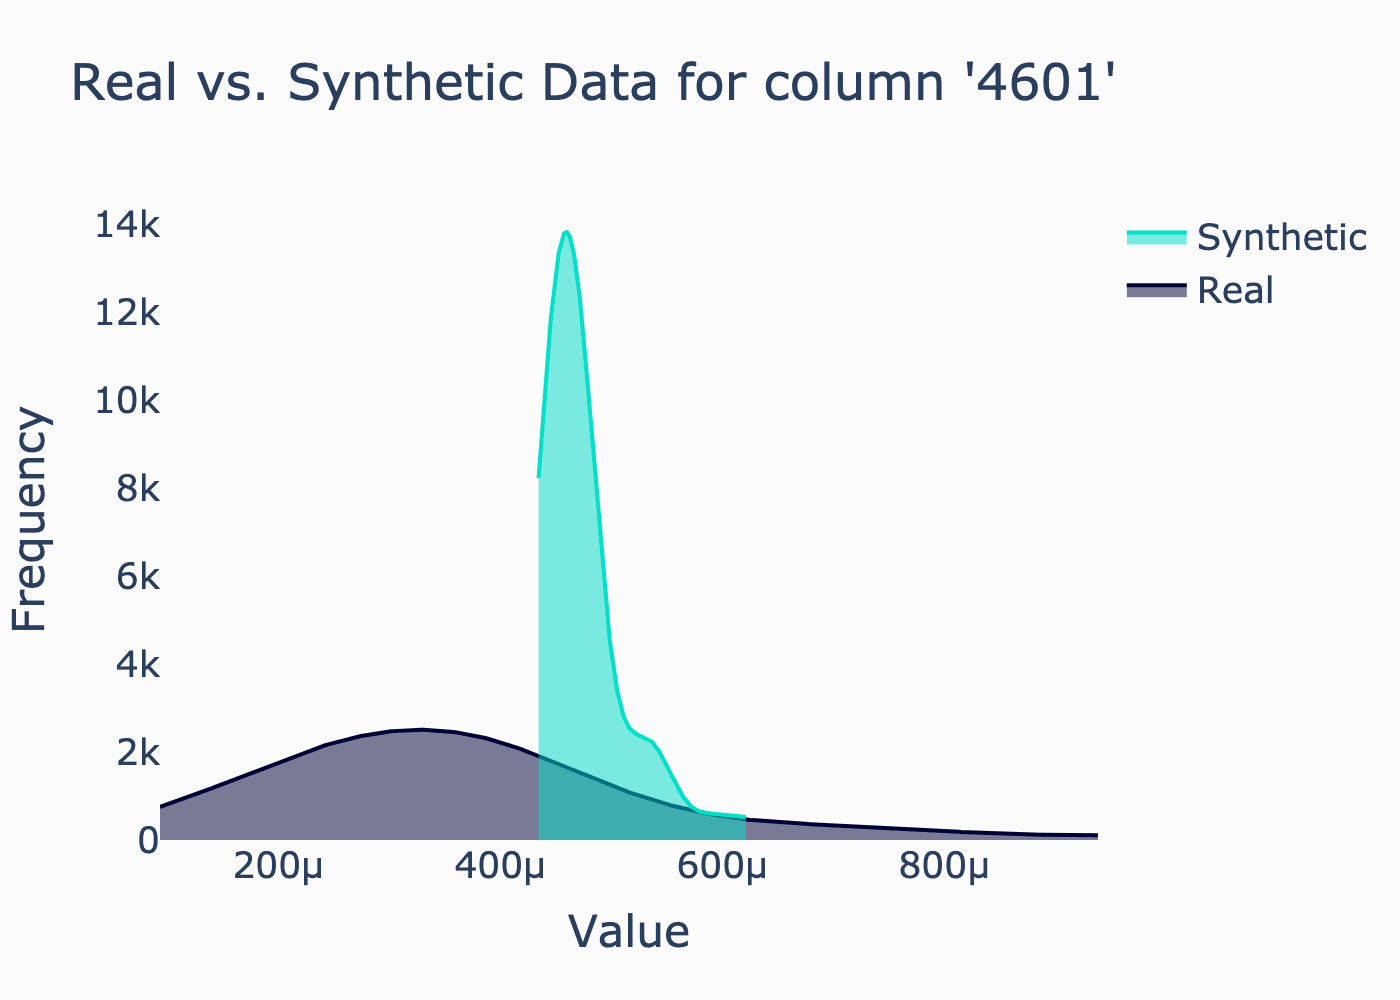 Real vs. Synthetic Data for column '4601'
Synthetic
Real
14k
12k
10k
8k
6k
4k
2k
0
Frequency
200μ 400μ 600μ 800μ
Value